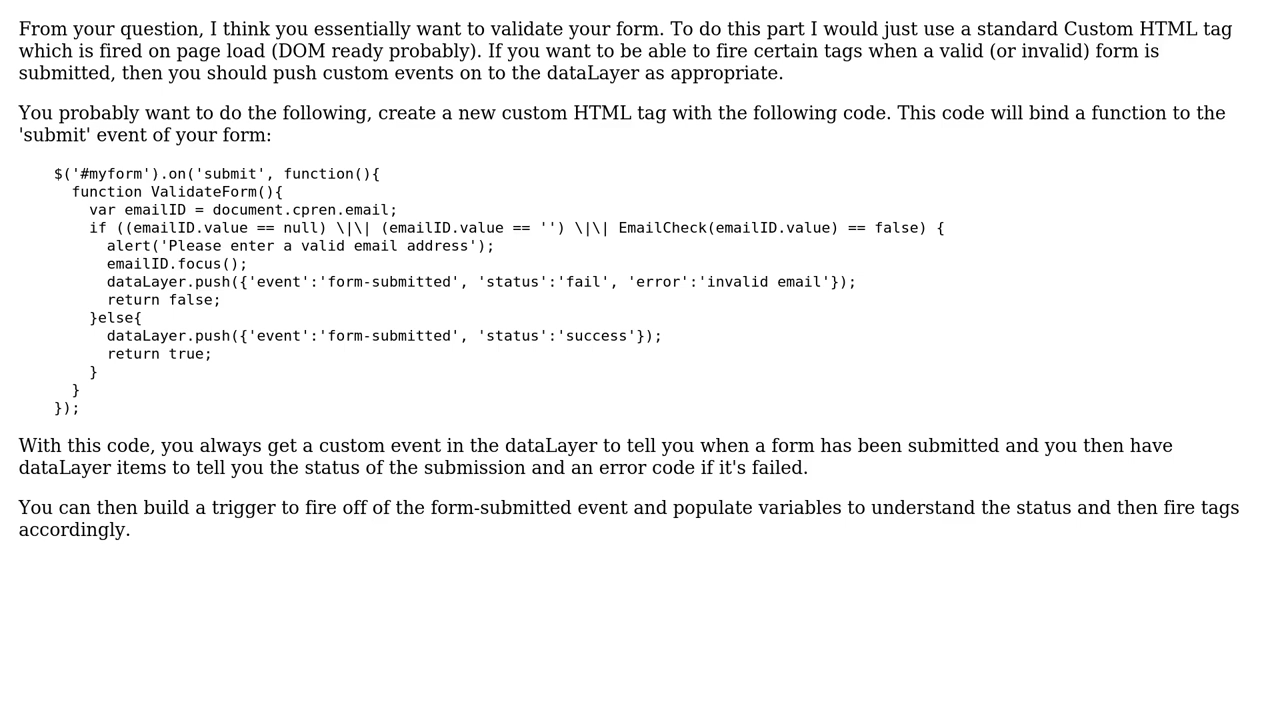 From your question, I think you essentially want to validate your form. To do this part I would just use a standard Custom HTML tag
which is fired on page load (DOM ready probably). If you want to be able to fire certain tags when a valid (or invalid) form is
submitted, then you should push custom events on to the dataLayer as appropriate.
You probably want to do the following, create a new custom HTML tag with the following code. This code will bind a function to the
'submit' event of your form:
$('#myform').on('submit', function(){
  function ValidateForm(){
    var emailID = document.cpren.email;
    if ((emailID.value == null) \|\| (emailID.value == '') \|\| EmailCheck(emailID.value) == false) {
      alert('Please enter a valid email address');
      emailID.focus();
      dataLayer.push({'event':'form-submitted', 'status':'fail', 'error':'invalid email'});
      return false;
    }else{
      dataLayer.push({'event':'form-submitted', 'status':'success'});
      return true;
    }
  }
});
With this code, you always get a custom event in the dataLayer to tell you when a form has been submitted and you then have
dataLayer items to tell you the status of the submission and an error code if it's failed.
You can then build a trigger to fire off of the form-submitted event and populate variables to understand the status and then fire tags
accordingly.